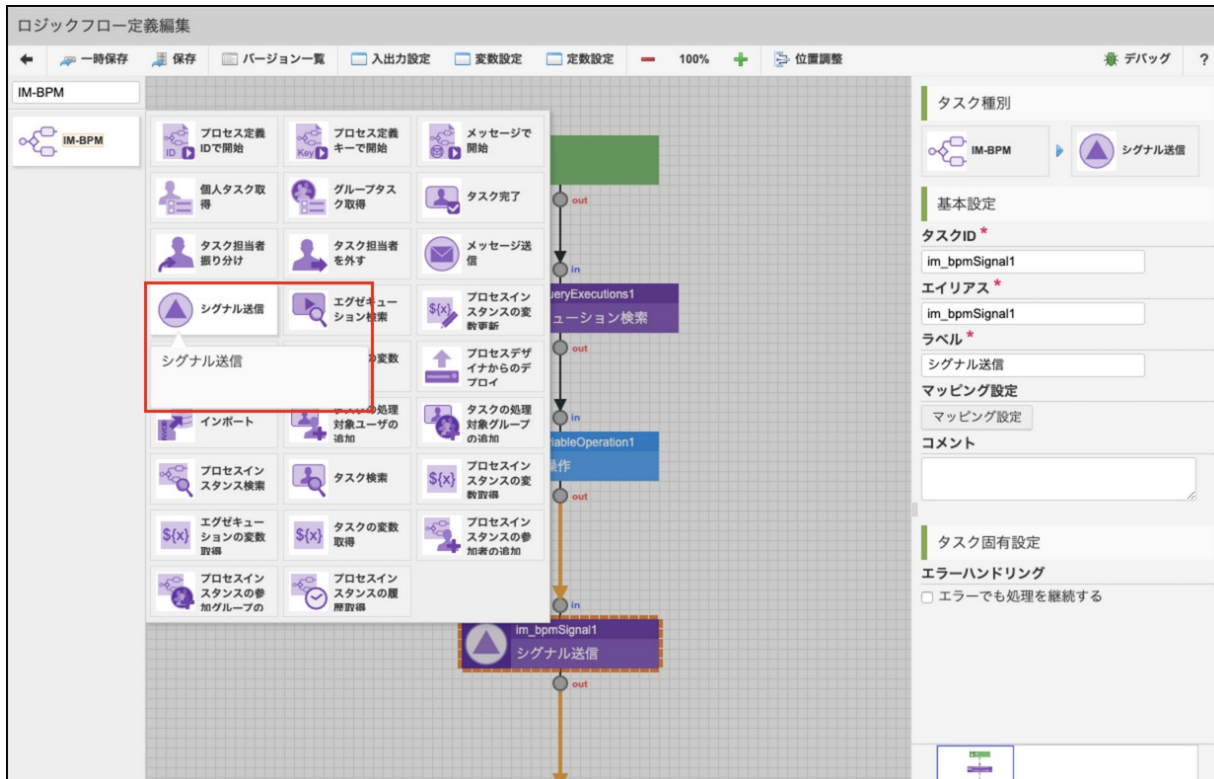 ロジックフロー定義編集
一時保存 保存 バージョン一覧 入出力設定 変数設定 定数設定 100% 位置調整 デバッグ ?
IM-BPM
IM-BPM
プロセス定義
IDで開始
ID
プロセス定義
キーで開始
Key
メッセージで
開始
個人タスク取
得
グループタス
ク取得
タスク完了
タスク担当者
振り分け
タスク担当者
を外す
メッセージ送
信
シグナル送信
エグゼキュー
ション検索
${x}
プロセスイン
スタンスの変
数更新
シグナル送信
の変数
プロセスデザ
イナからのデ
プロイ
インポート
タスクの処理
対象ユーザの
追加
タスクの処理
対象グループ
の追加
プロセスイン
スタンス検索
タスク検索
${x}
プロセスイン
スタンスの変
数取得
${x}
エグゼキュー
ションの変数
取得
${x}
タスクの変数
取得
プロセスイン
スタンスの参
加者の追加
プロセスイン
スタンスの参
加グループの
プロセスイン
スタンスの履
歴取得
out
in
ueryExecutions1
ューション検索
out
in
iableOperation1
操作
out
in
im_bpmSignal1
シグナル送信
out
タスク種別
IM-BPM
シグナル送信
基本設定
タスクID *
im_bpmSignal1
エイリアス *
im_bpmSignal1
ラベル *
シグナル送信
マッピング設定
マッピング設定
コメント
タスク固有設定
エラーハンドリング
エラーでも処理を継続する